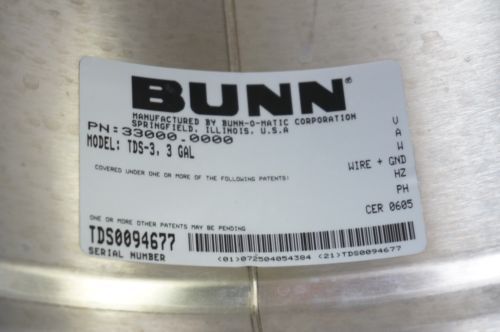 BUNN®
MANUFACTURED BY BUNN-O-MATIC CORPORATION
SPRINGFIELD, ILLINOIS, U.S.A
PN:33000.0000
MODEL: TDS-3, 3 GAL
V
A
W
WIRE + GND
HZ
PH
CER 0605
COVERED UNDER ONE OR MORE OF THE FOLLOWING PATENTS:
ONE OR MORE OTHER PATENTS MAY BE PENDING
TDS0094677
SERIAL NUMBER
(01)072504054384 (21)TDS0094677